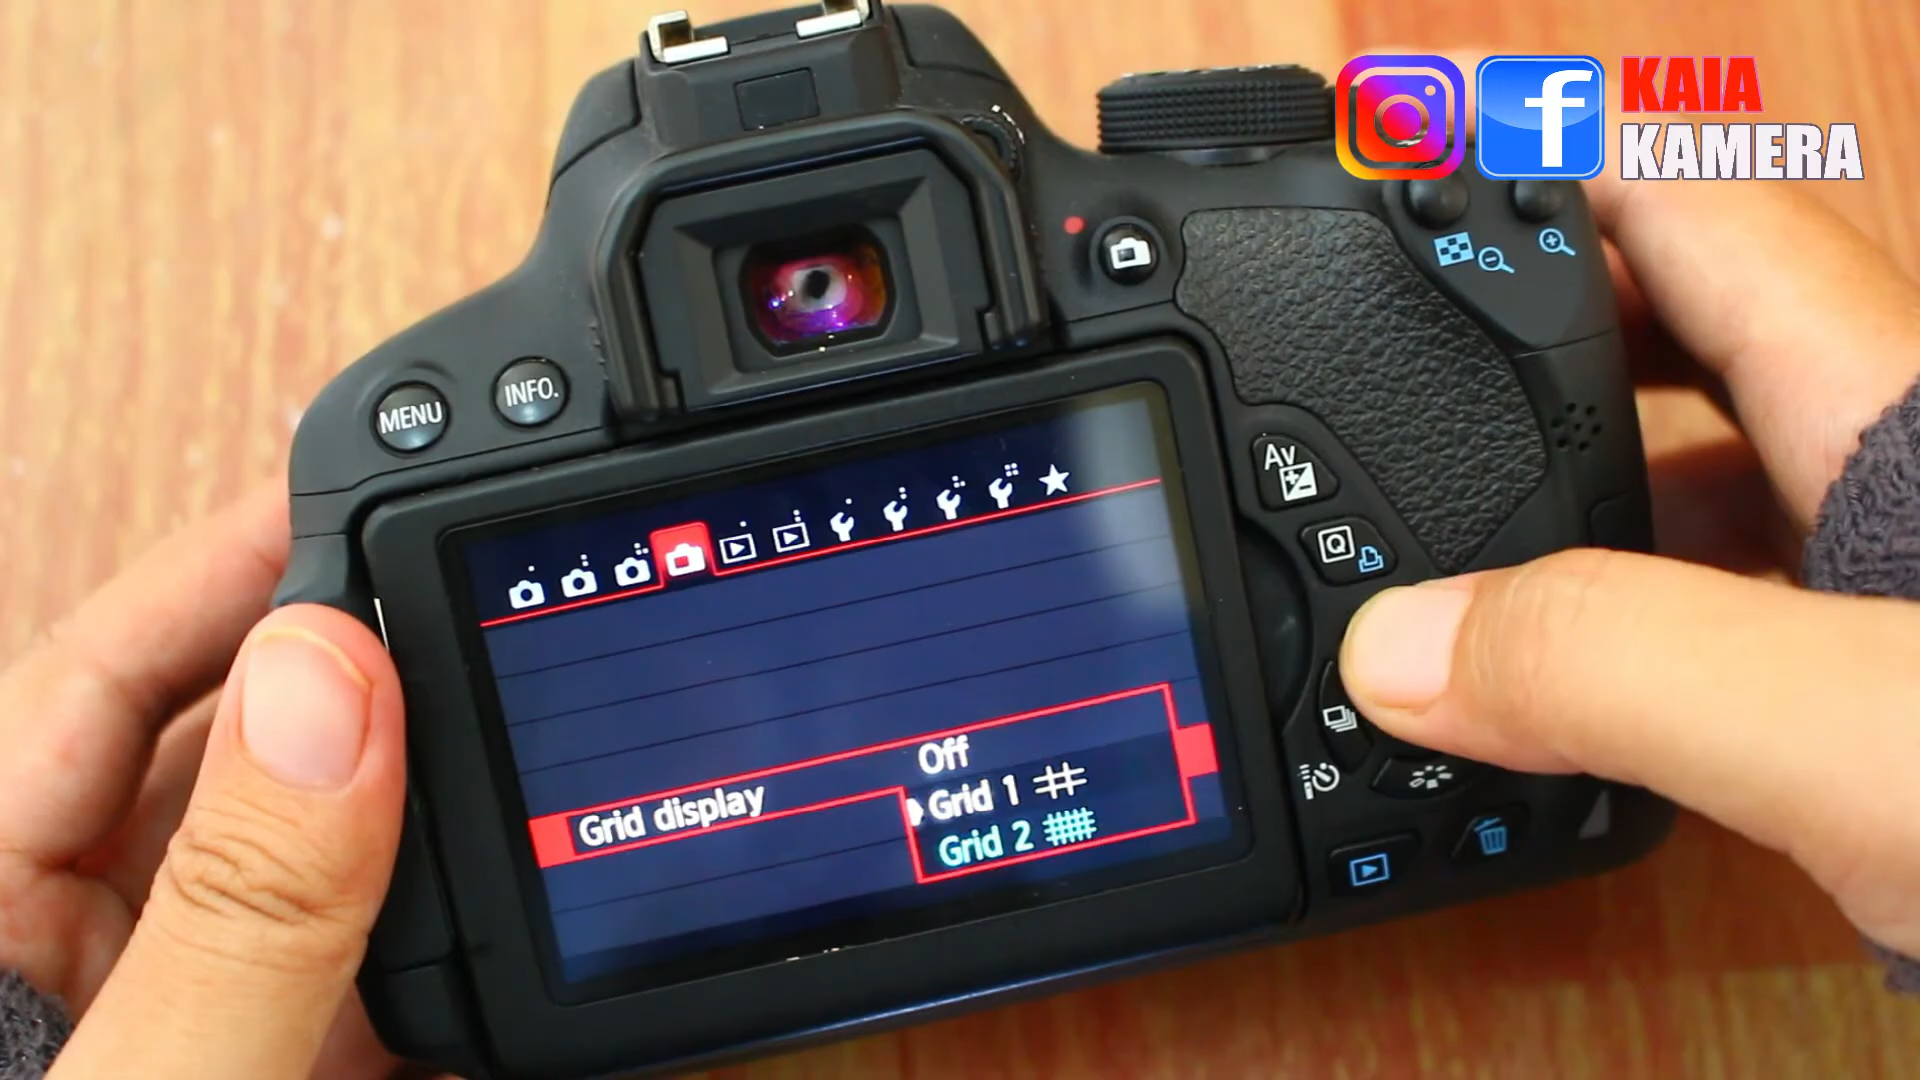 KAIA
KAMERA
MENU
INFO.
Av
Q
Grid display
Off
Grid 1
Grid 2